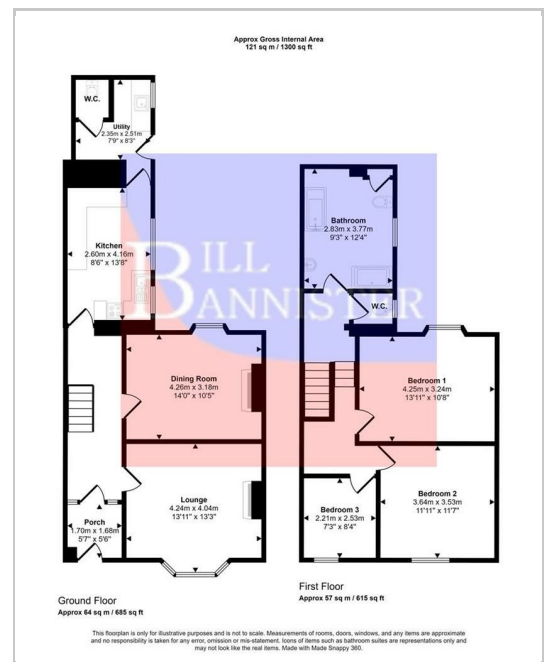 Approx Gross Internal Area
121 sq m / 1300 sq ft
W.C.
Utility
2.35m x 2.51m
7'9" x 8'3"
Kitchen
2.60m x 4.16m
8'6" x 13'8"
Dining Room
4.26m x 3.18m
14'0" x 10'5"
Lounge
4.24m x 4.04m
13'11" x 13'3"
Porch
1.70m x 1.68m
5'7" x 5'6"
Ground Floor
Approx 64 sq m / 685 sq ft
Bathroom
2.83m x 3.77m
9'3" x 12'4"
W.C.
Bedroom 1
4.25m x 3.24m
13'11" x 10'8"
Bedroom 2
3.64m x 3.53m
11'11" x 11'7"
Bedroom 3
2.21m x 2.53m
7'3" x 8'4"
First Floor
Approx 57 sq m / 615 sq ft
BILL
BANNISTER
This floorplan is only for illustrative purposes and is not to scale. Measurements of rooms, doors, windows, and any items are approximate
and no responsibility is taken for any error, omission or mis-statement. Icons of items such as bathroom suites are representations only and
may not look like the real items. Made with Made Snappy 360.